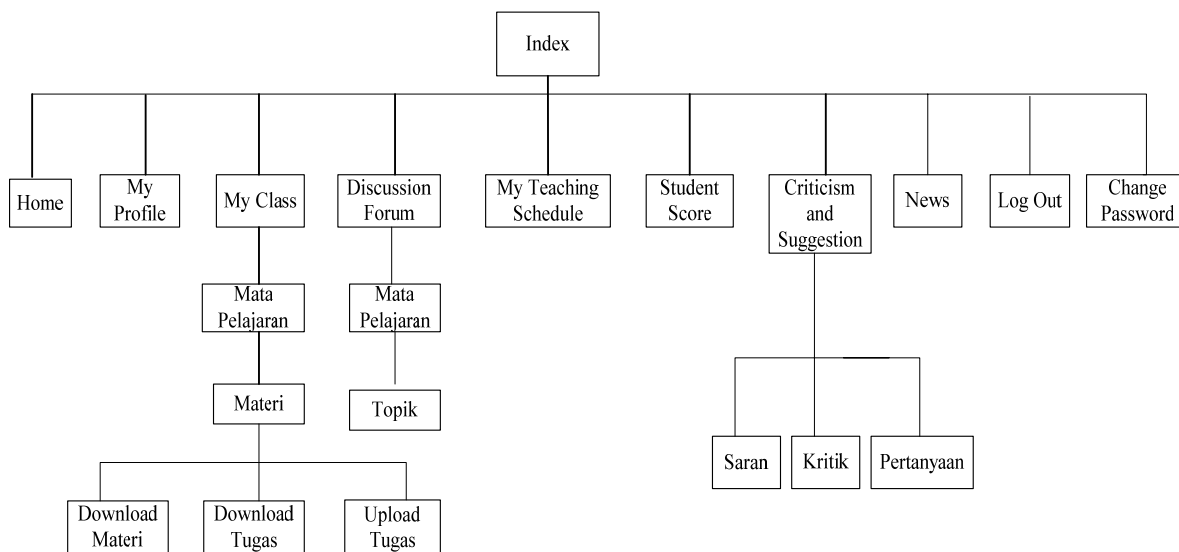 Index
Home
My
Profile
My Class
Discussion
Forum
My Teaching
Schedule
Student
Score
Criticism
and
Suggestion
News
Log Out
Change
Password
Mata
Pelajaran
Mata
Pelajaran
Materi
Topik
Saran
Kritik
Pertanyaan
Download
Materi
Download
Tugas
Upload
Tugas